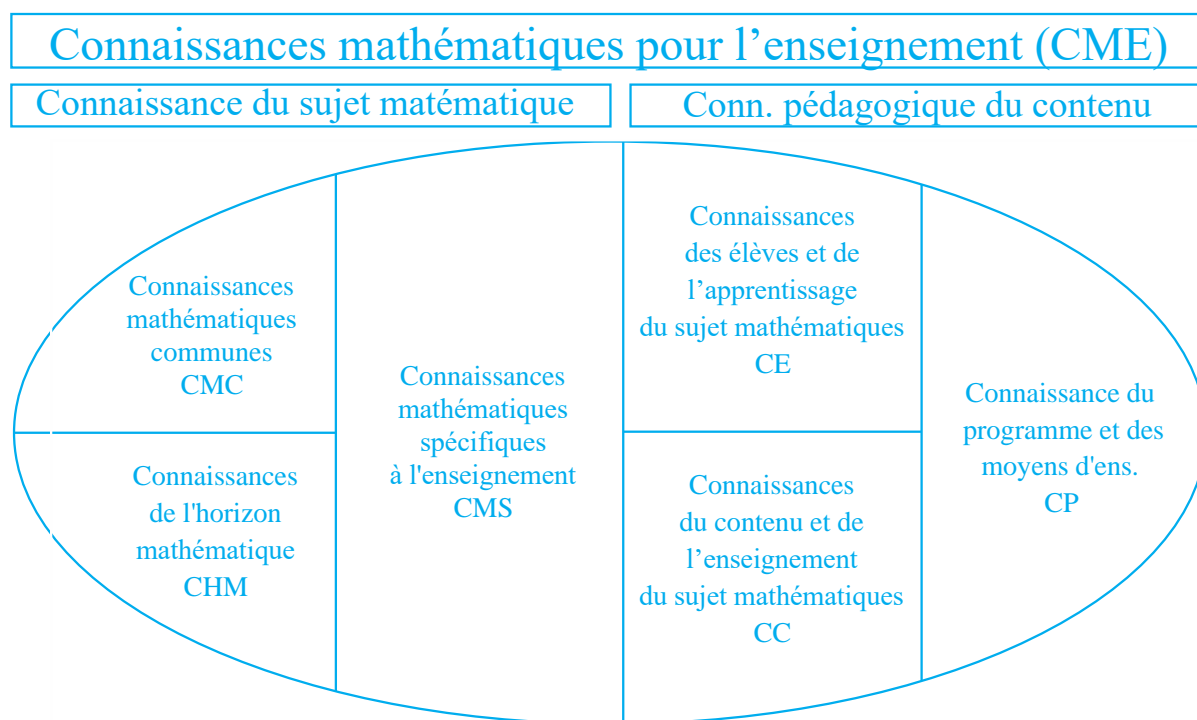 Connaissances mathématiques pour l’enseignement (CME)
Connaissance du sujet matématique
Conn. pédagogique du contenu
Connaissances
mathématiques
communes
CMC
Connaissances
de l'horizon
mathématique
CHM
Connaissances
mathématiques
spécifiques
à l'enseignement
CMS
Connaissances
des élèves et de
l’apprentissage
du sujet mathématiques
CE
Connaissances
du contenu et de
l’enseignement
du sujet mathématiques
CC
Connaissance du
programme et des
moyens d'ens.
CP